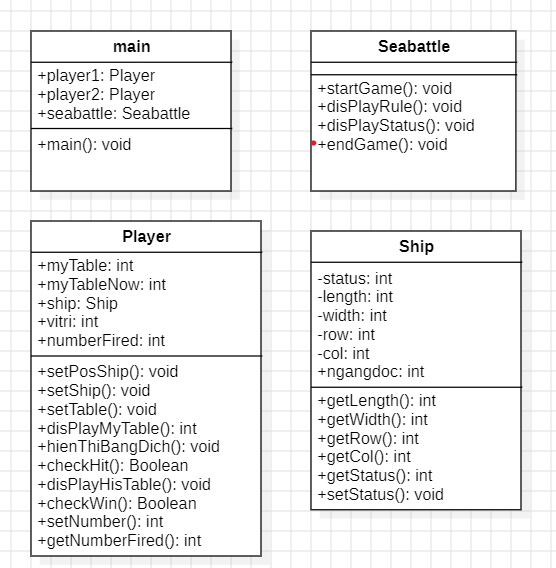 main
+player1: Player
+player2: Player
+seabattle: Seabattle
+main(): void
Seabattle
+startGame(): void
+disPlayRule(): void
+disPlayStatus(): void
+endGame(): void
Player
+myTable: int
+myTableNow: int
+ship: Ship
+vitri: int
+numberFired: int
+setPosShip(): void
+setShip(): void
+setTable(): void
+disPlayMyTable(): int
+hienThiBangDich(): void
+checkHit(): Boolean
+disPlayHisTable(): void
+checkWin(): Boolean
+setNumber(): int
+getNumberFired(): int
Ship
-status: int
-length: int
-width: int
-row: int
-col: int
+ngangdoc: int
+getLength(): int
+getWidth(): int
+getRow(): int
+getCol(): int
+getStatus(): int
+setStatus(): void